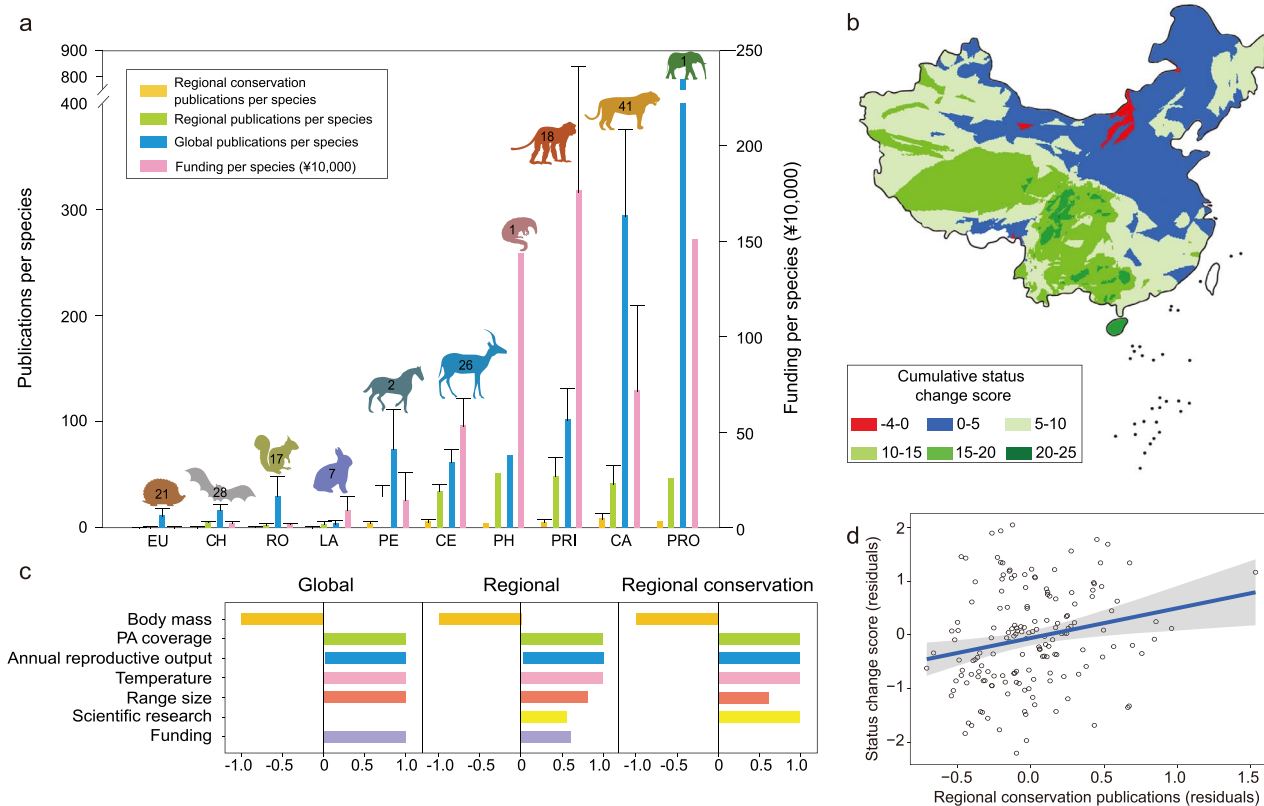 a
900
800
400
300
200
100
0
Publications per species
Regional conservation
publications per species
Regional publications per species
Global publications per species
Funding per species (¥10,000)
21
28
17
7
2
26
1
18
41
1
EU CH RO LA PE CE PH PRI CA PRO
250
200
150
100
50
0
Funding per species (¥10,000)
b
Cumulative status
change score
-4-0 0-5 5-10
10-15 15-20 20-25
c
Global Regional Regional conservation
Body mass
PA coverage
Annual reproductive output
Temperature
Range size
Scientific research
Funding
-1.0 -0.5 0.0 0.5 1.0 -1.0 -0.5 0.0 0.5 1.0 -1.0 -0.5 0.0 0.5 1.0
d
2
1
0
−1
−2
Status change score (residuals)
−0.5 0.0 0.5 1.0 1.5
Regional conservation publications (residuals)